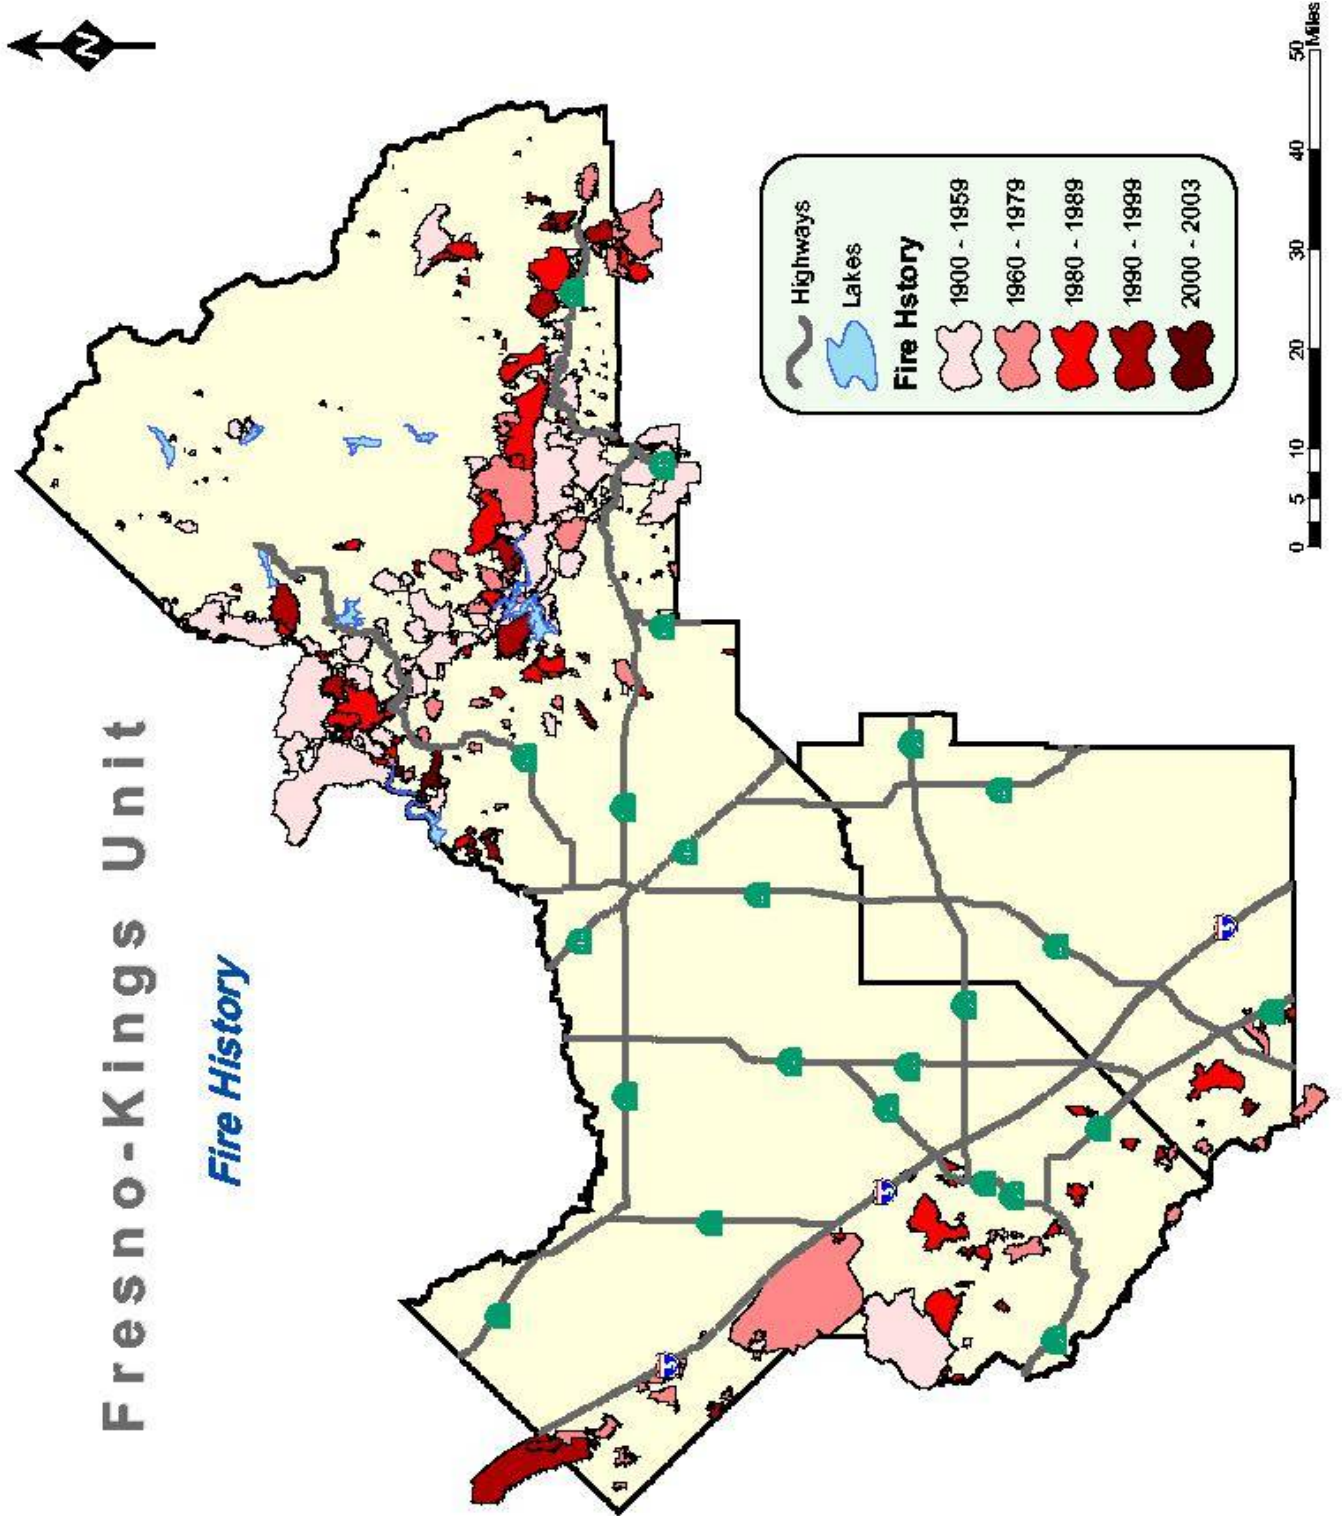 Fresno-Kings Unit
Fire History
N
Highways
Lakes
Fire Hstory
1900 - 1959
1960 - 1979
1980 - 1989
1990 - 1999
2000 - 2003
0 5 10 20 30 40 50
Miles